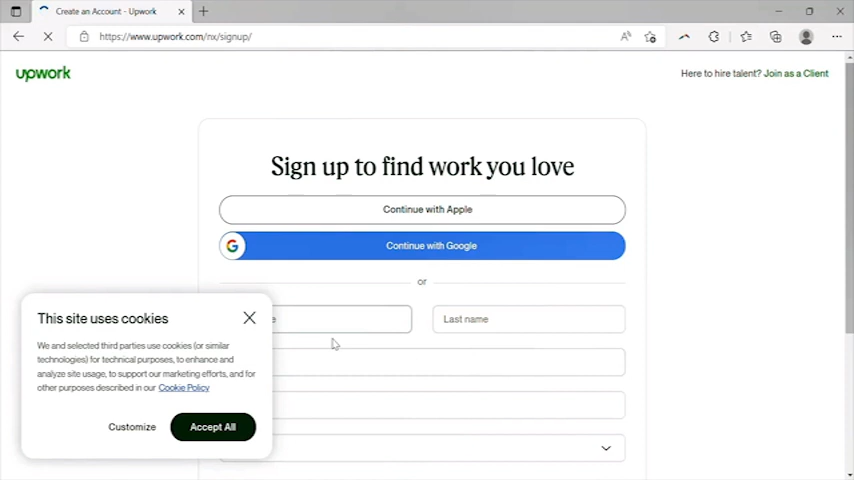 Create an Account - Upwork
https://www.upwork.com/nx/signup/
upwork
Here to hire talent? Join as a Client
Sign up to find work you love
Continue with Apple
Continue with Google
or
Last name
This site uses cookies
We and selected third parties use cookies (or similar
technologies) for technical purposes, to enhance and
analyze site usage, to support our marketing efforts, and for
other purposes described in our Cookie Policy
Customize
Accept All